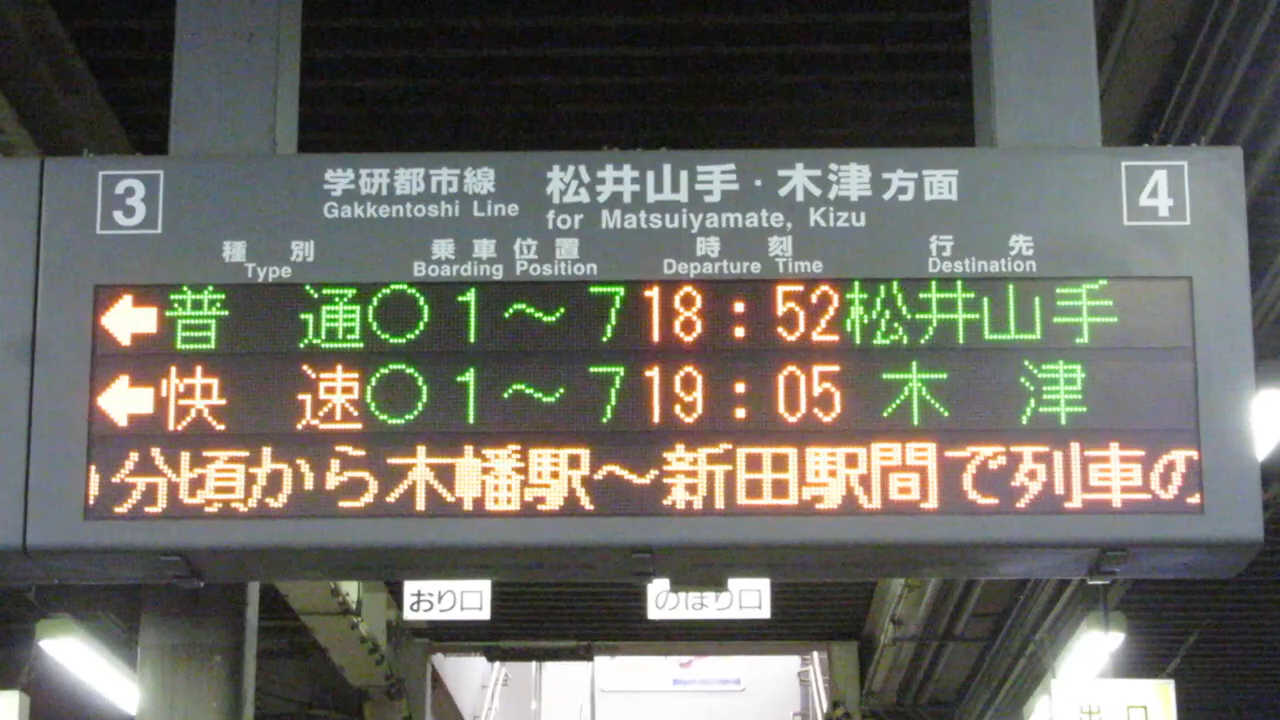 3 学研都市線 松井山手・木津方面 4
Gakkentoshi Line for Matsuiyamate, Kizu
種別 乗車位置 時刻 行先
Type Boarding Position Departure Time Destination
←普通○1～7 18:52 松井山手
←快速○1～7 19:05 木津
分頃から木幡駅～新田駅間で列車の
おり口 のぼり口
出口